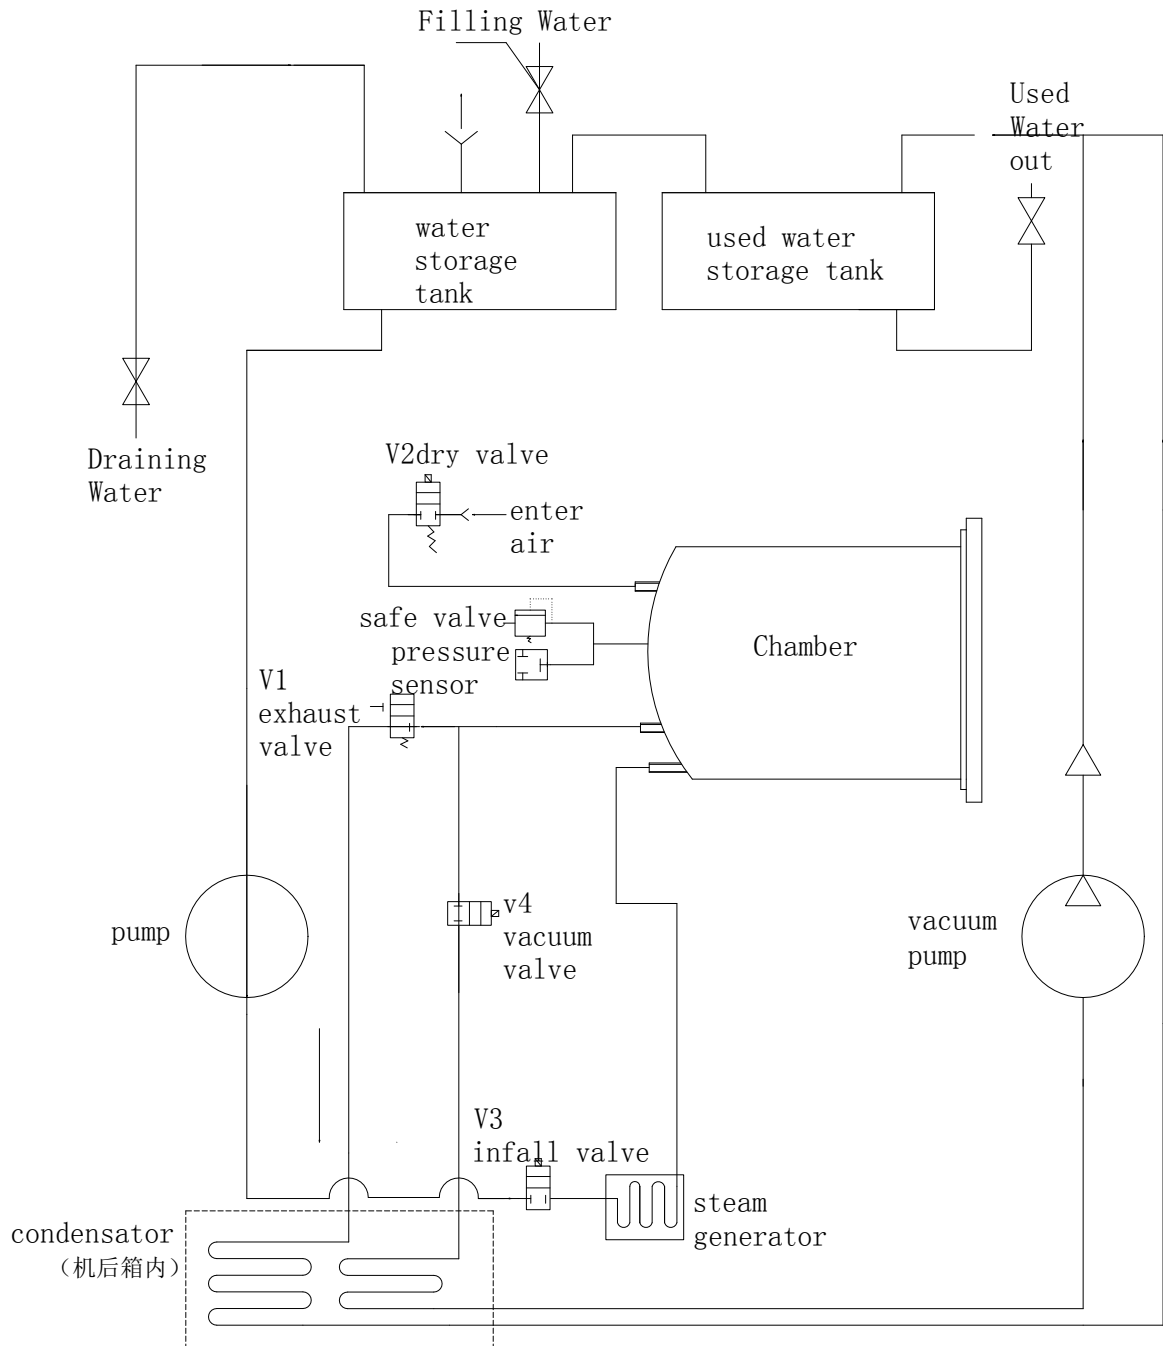 Filling Water
Used
Water
out
water
storage
tank
used water
storage tank
Draining
Water
V2dry valve
enter
air
safe valve
pressure
sensor
Chamber
V1
exhaust
valve
pump
v4
vacuum
valve
vacuum
pump
V3
infall valve
steam
generator
condensator
（机后箱内）